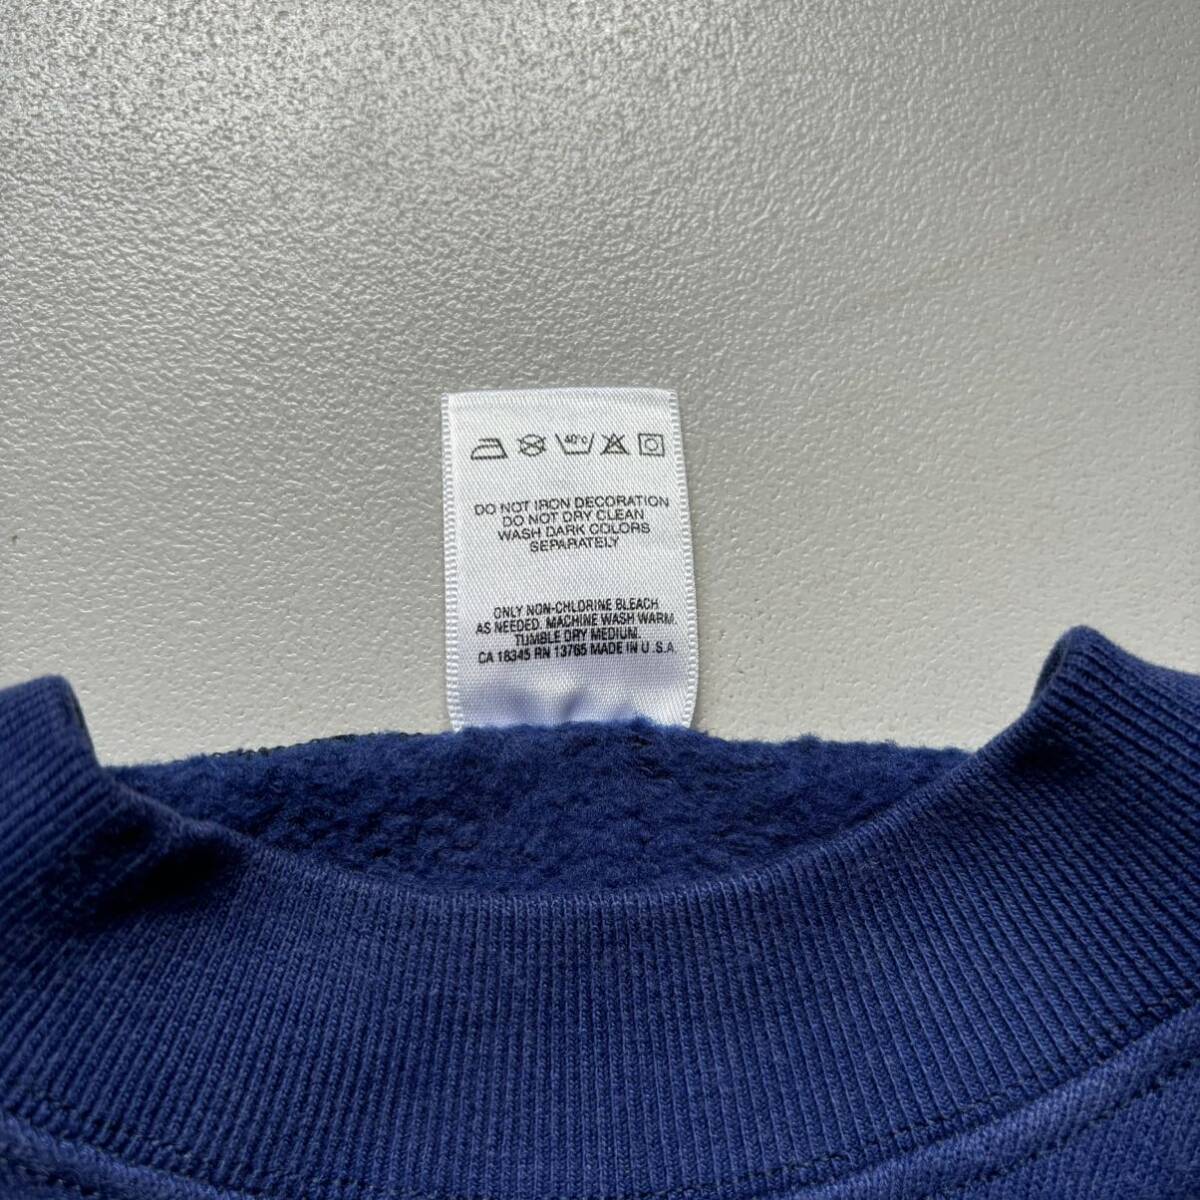 40°C
DO NOT IRON DECORATION
DO NOT DRY CLEAN
WASH DARK COLORS
SEPARATELY
ONLY NON-CHLORINE BLEACH
AS NEEDED. MACHINE WASH WARM.
TUMBLE DRY MEDIUM.
CA 18345 RN 13765 MADE IN U.S.A